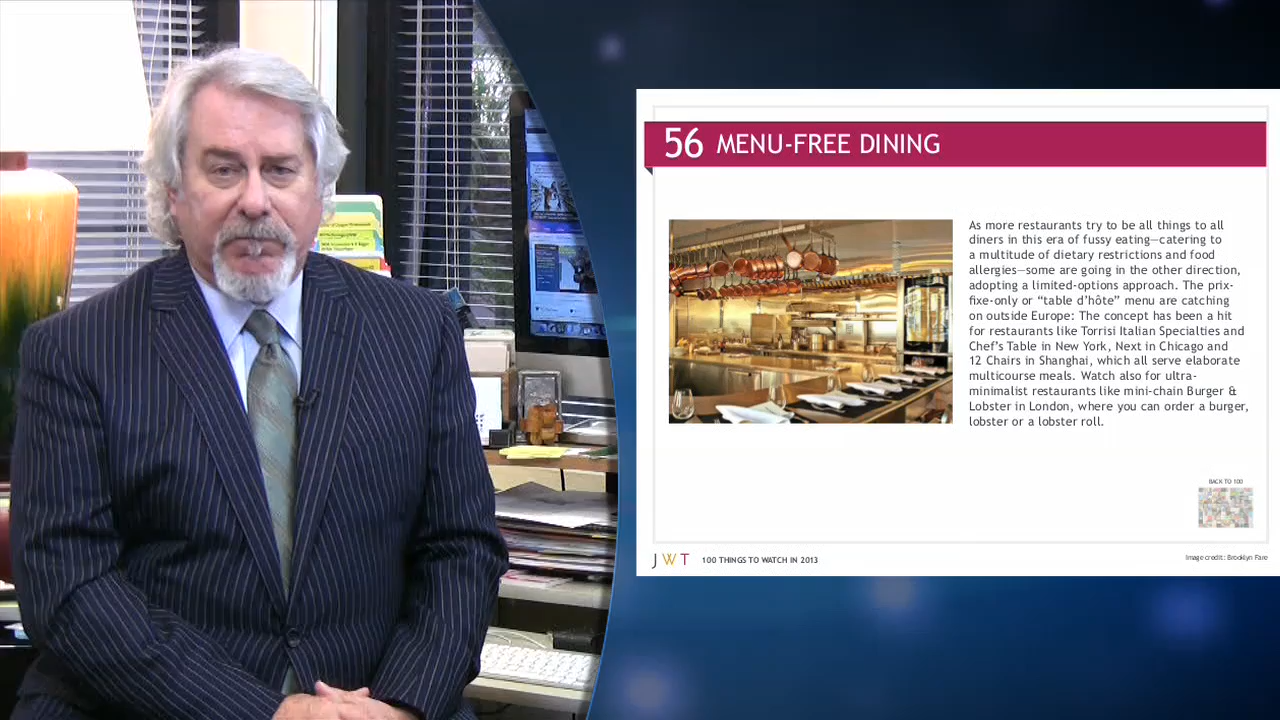 56 MENU-FREE DINING
As more restaurants try to be all things to all
diners in this era of fussy eating—catering to
a multitude of dietary restrictions and food
allergies—some are going in the other direction,
adopting a limited-options approach. The prix-
fixe-only or “table d’hôte” menu are catching
on outside Europe: The concept has been a hit
for restaurants like Torrisi Italian Specialties and
Chef’s Table in New York, Next in Chicago and
12 Chairs in Shanghai, which all serve elaborate
multicourse meals. Watch also for ultra-
minimalist restaurants like mini-chain Burger &
Lobster in London, where you can order a burger,
lobster or a lobster roll.
BACK TO 100
JWT 100 THINGS TO WATCH IN 2013
Image credit: Brooklyn Fare